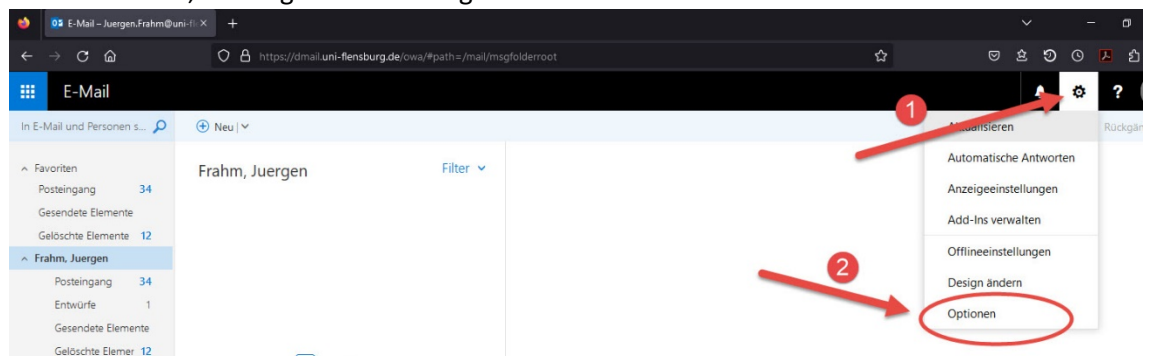 E-Mail – Juergen.Frahm@uni-fl
https://dmail.uni-flensburg.de/owa/#path=/mail/msgfolderroot
E-Mail
?
In E-Mail und Personen s...
Neu
1
Aktualisieren
Rückgän
Favoriten
Frahm, Juergen
Filter
Automatische Antworten
Posteingang 34
Anzeigeeinstellungen
Gesendete Elemente
Add-Ins verwalten
Gelöschte Elemente 12
Frahm, Juergen
Offlineeinstellungen
2
Posteingang 34
Design ändern
Entwürfe 1
Optionen
Gesendete Elemente
Gelöschte Elemer 12